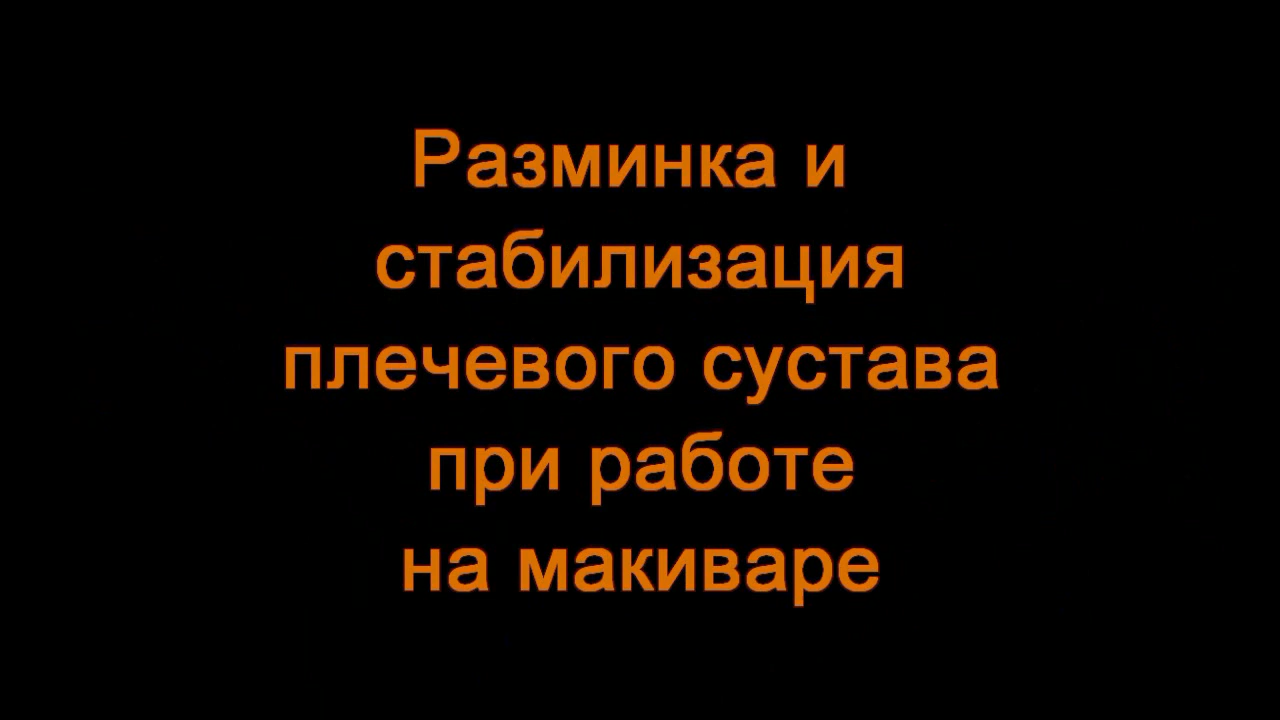 Разминка и
стабилизация
плечевого сустава
при работе
на макиваре